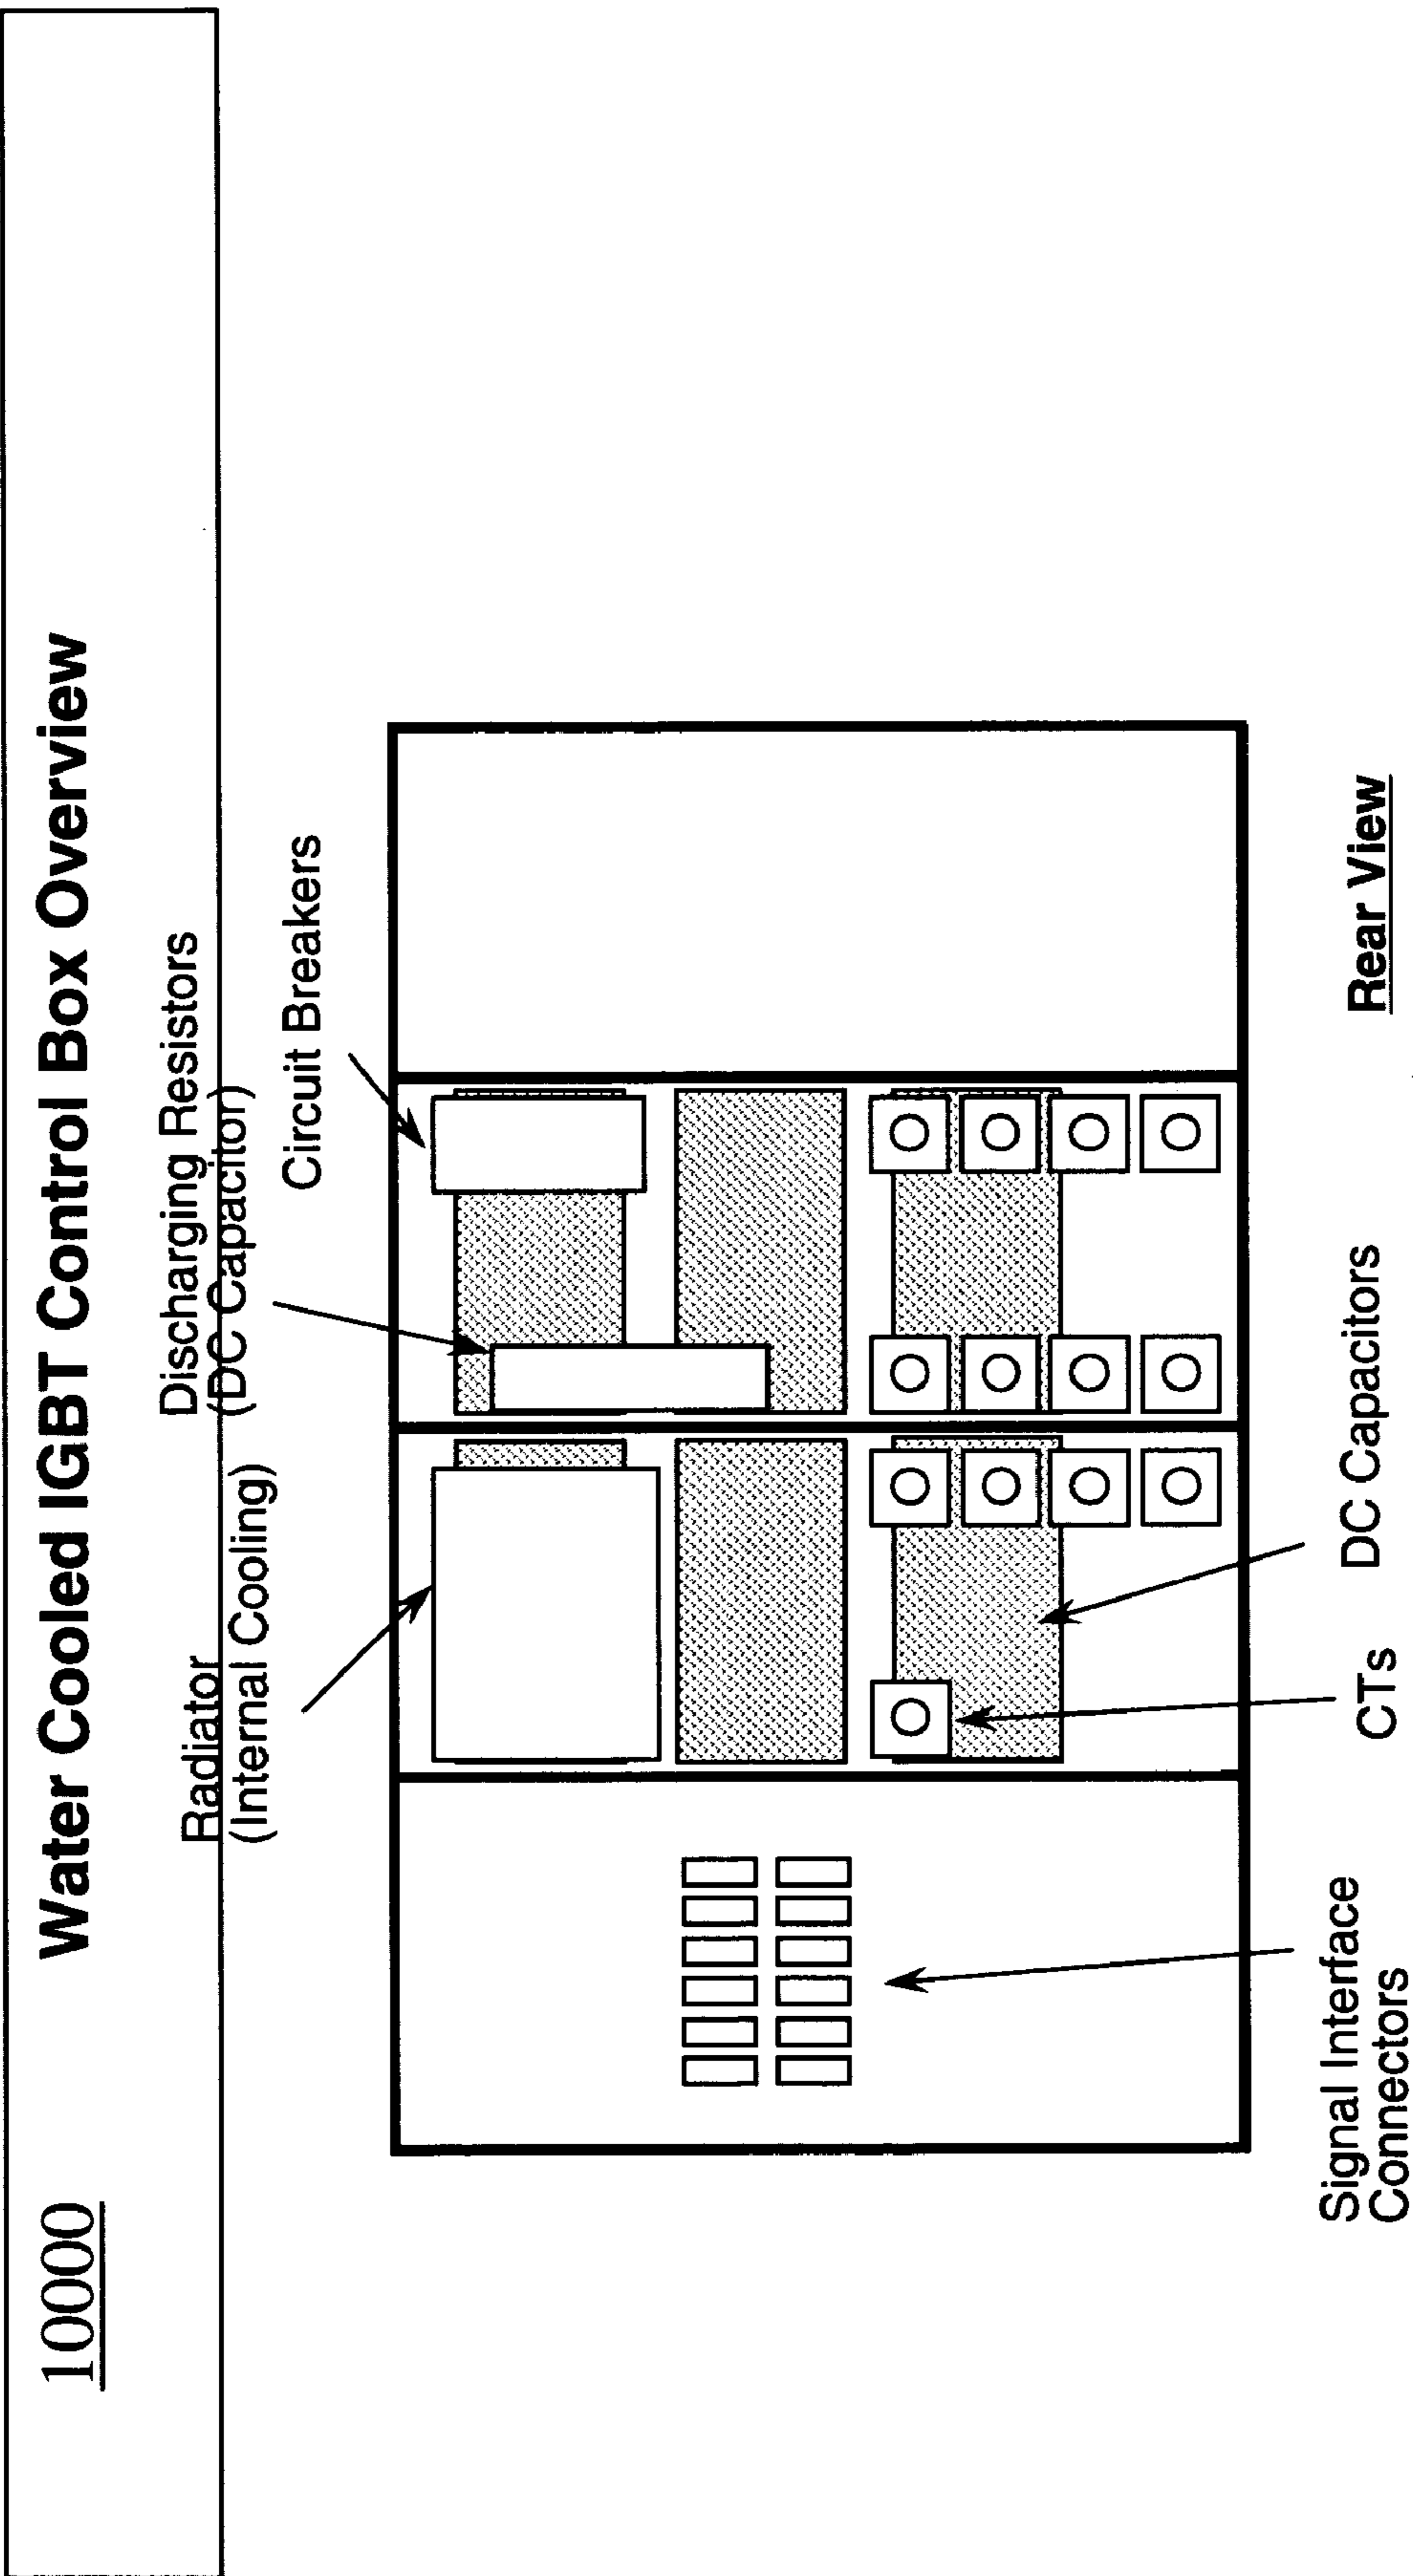 10000
Water Cooled IGBT Control Box Overview
Radiator
(Internal Cooling)
Discharging Resistors
(DC Capacitor)
Circuit Breakers
Signal Interface
Connectors
CTs
DC Capacitors
Rear View